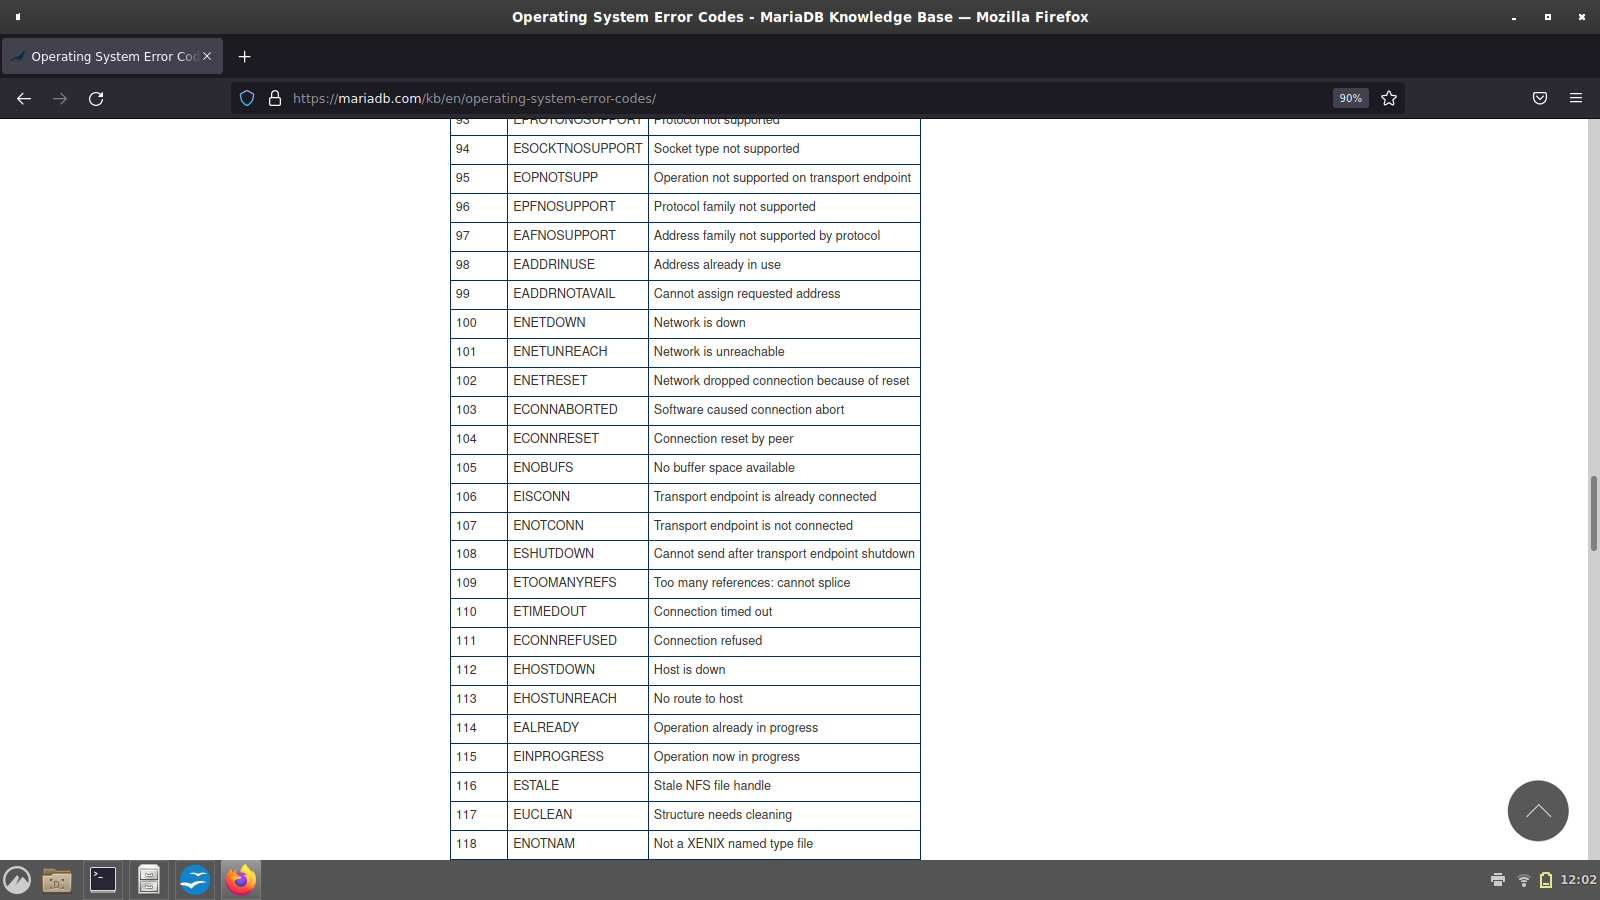 Operating System Error Codes - MariaDB Knowledge Base — Mozilla Firefox
Operating System Error Cod
https://mariadb.com/kb/en/operating-system-error-codes/
90%
93 EPROTONOSUPPORT Protocol not supported
94 ESOCKTNOSUPPORT Socket type not supported
95 EOPNOTSUPP Operation not supported on transport endpoint
96 EPFNOSUPPORT Protocol family not supported
97 EAFNOSUPPORT Address family not supported by protocol
98 EADDRINUSE Address already in use
99 EADDRNOTAVAIL Cannot assign requested address
100 ENETDOWN Network is down
101 ENETUNREACH Network is unreachable
102 ENETRESET Network dropped connection because of reset
103 ECONNABORTED Software caused connection abort
104 ECONNRESET Connection reset by peer
105 ENOBUFS No buffer space available
106 EISCONN Transport endpoint is already connected
107 ENOTCONN Transport endpoint is not connected
108 ESHUTDOWN Cannot send after transport endpoint shutdown
109 ETOOMANYREFS Too many references: cannot splice
110 ETIMEDOUT Connection timed out
111 ECONNREFUSED Connection refused
112 EHOSTDOWN Host is down
113 EHOSTUNREACH No route to host
114 EALREADY Operation already in progress
115 EINPROGRESS Operation now in progress
116 ESTALE Stale NFS file handle
117 EUCLEAN Structure needs cleaning
118 ENOTNAM Not a XENIX named type file
12:02